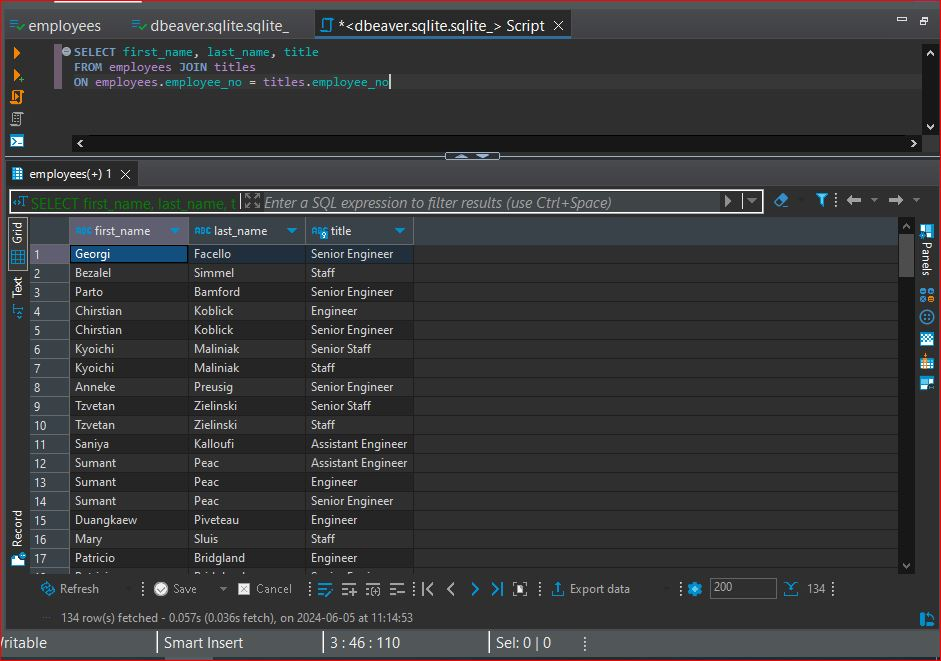 employees
dbeaver.sqlite.sqlite_
*<dbeaver.sqlite.sqlite_> Script
SELECT first_name, last_name, title
FROM employees JOIN titles
ON employees.employee_no = titles.employee_no
employees(+) 1
SELECT first_name, last_name, t
Enter a SQL expression to filter results (use Ctrl+Space)
Grid
Text
Record
Panels
ABC first_name ABC last_name ABC title
1 Georgi Facello Senior Engineer
2 Bezalel Simmel Staff
3 Parto Bamford Senior Engineer
4 Chirstian Koblick Engineer
5 Chirstian Koblick Senior Engineer
6 Kyoichi Maliniak Senior Staff
7 Kyoichi Maliniak Staff
8 Anneke Preusig Senior Engineer
9 Tzvetan Zielinski Senior Staff
10 Tzvetan Zielinski Staff
11 Saniya Kalloufi Assistant Engineer
12 Sumant Peac Assistant Engineer
13 Sumant Peac Engineer
14 Sumant Peac Senior Engineer
15 Duangkaew Piveteau Engineer
16 Mary Sluis Staff
17 Patricio Bridgland Engineer
Refresh Save Cancel Export data 200 134
134 row(s) fetched - 0.057s (0.036s fetch), on 2024-06-05 at 11:14:53
ritable Smart Insert 3 : 46 : 110 Sel: 0 | 0